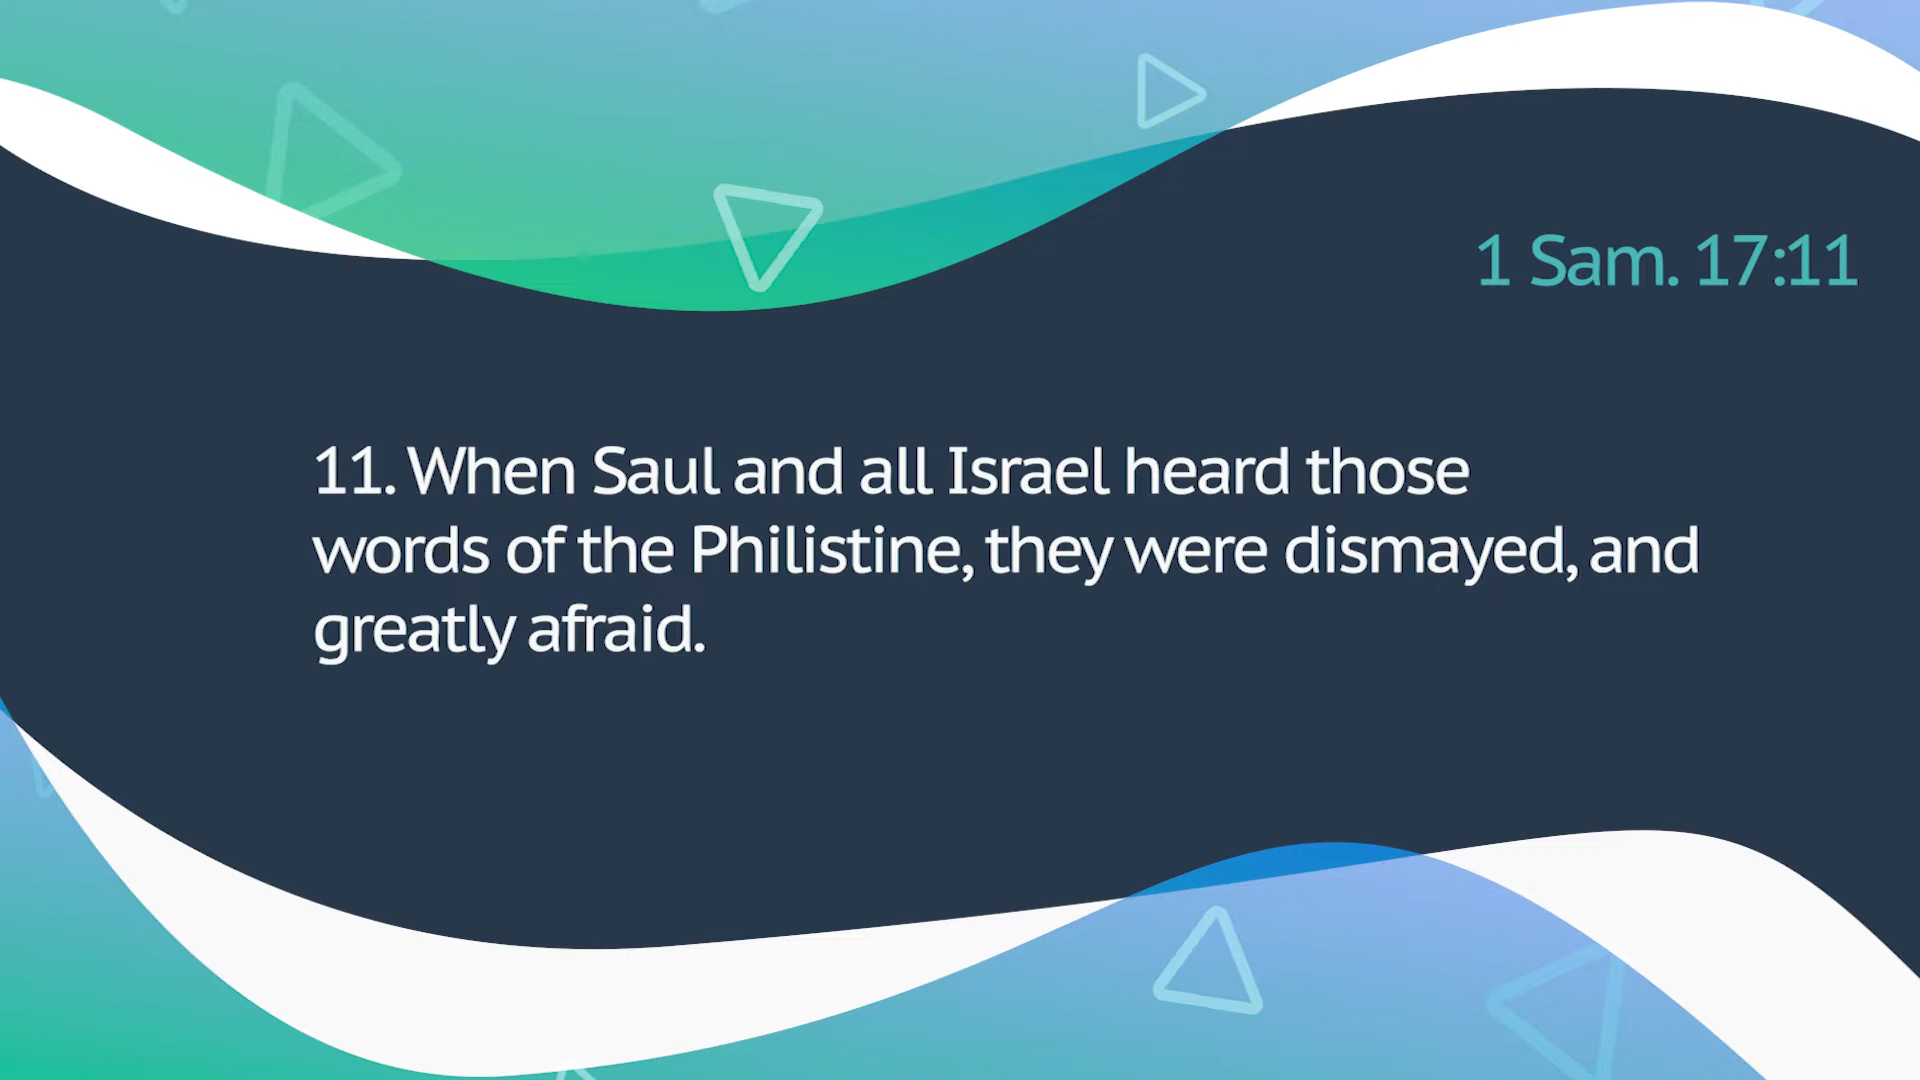 1 Sam. 17:11
11. When Saul and all Israel heard those
words of the Philistine, they were dismayed, and
greatly afraid.